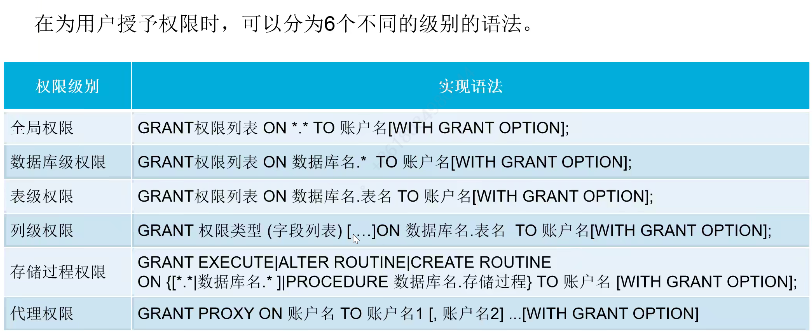 在为用户授予权限时，可以分为6个不同的级别的语法。
权限级别 实现语法
全局权限 GRANT权限列表 ON *.* TO 账户名[WITH GRANT OPTION];
数据库级权限 GRANT权限列表 ON 数据库名.* TO 账户名[WITH GRANT OPTION];
表级权限 GRANT权限列表 ON 数据库名.表名 TO 账户名[WITH GRANT OPTION];
列级权限 GRANT 权限类型 (字段列表) [,...]ON 数据库名.表名 TO 账户名[WITH GRANT OPTION];
存储过程权限 GRANT EXECUTE|ALTER ROUTINE|CREATE ROUTINE
ON {[*.*|数据库名.* ]|PROCEDURE 数据库名.存储过程} TO 账户名 [WITH GRANT OPTION];
代理权限 GRANT PROXY ON 账户名 TO 账户名1 [, 账户名2] ...[WITH GRANT OPTION]